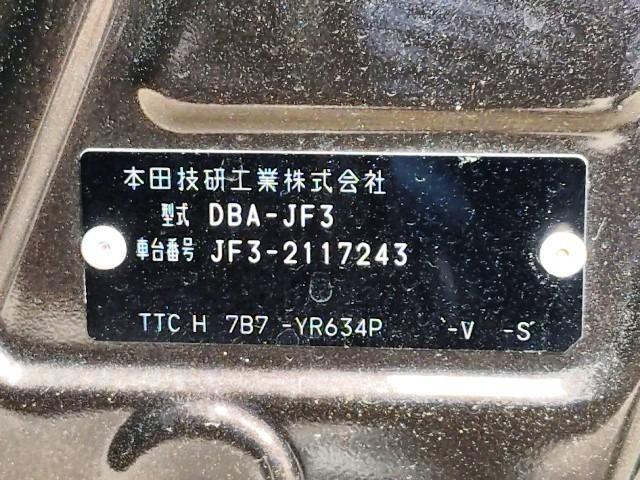 本田技研工業株式会社
型式 DBA-JF3
車台番号 JF3-2117243
TTC H 7B7 -YR634P -V -S